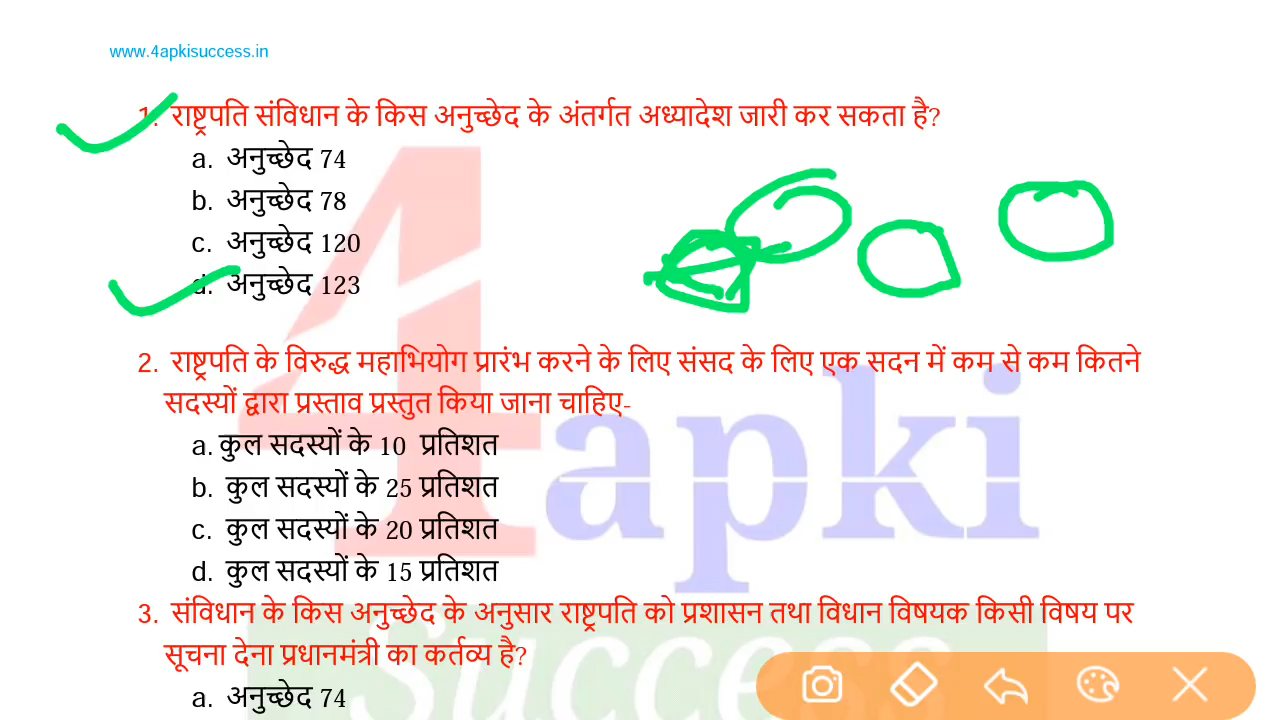 www.4apkisuccess.in
1. राष्ट्रपति संविधान के किस अनुच्छेद के अंतर्गत अध्यादेश जारी कर सकता है?
a. अनुच्छेद 74
b. अनुच्छेद 78
c. अनुच्छेद 120
d. अनुच्छेद 123
2. राष्ट्रपति के विरुद्ध महाभियोग प्रारंभ करने के लिए संसद के लिए एक सदन में कम से कम कितने
सदस्यों द्वारा प्रस्ताव प्रस्तुत किया जाना चाहिए-
a. कुल सदस्यों के 10 प्रतिशत
b. कुल सदस्यों के 25 प्रतिशत
c. कुल सदस्यों के 20 प्रतिशत
d. कुल सदस्यों के 15 प्रतिशत
3. संविधान के किस अनुच्छेद के अनुसार राष्ट्रपति को प्रशासन तथा विधान विषयक किसी विषय पर
सूचना देना प्रधानमंत्री का कर्तव्य है?
a. अनुच्छेद 74
4apki
Success